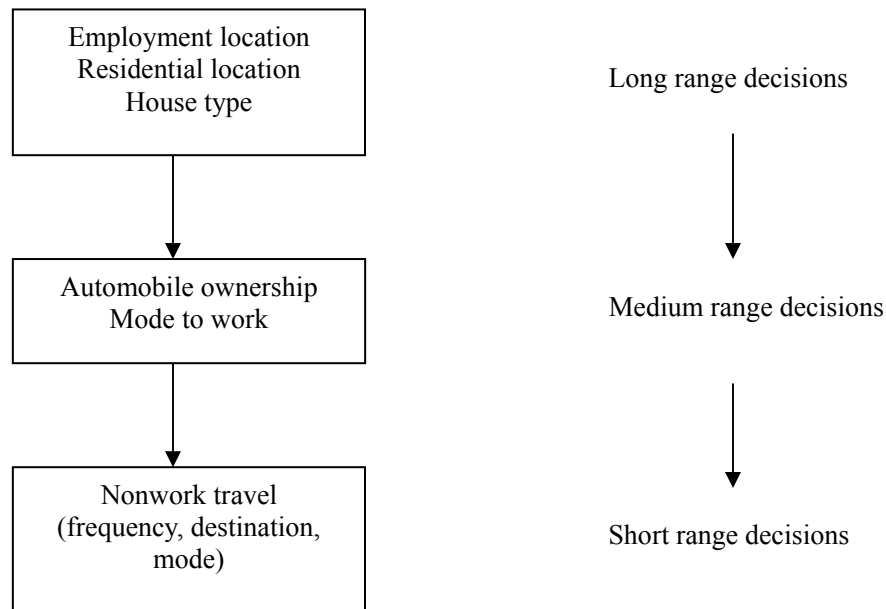 Employment location
Residential location
House type
Long range decisions
Automobile ownership
Mode to work
Medium range decisions
Nonwork travel
(frequency, destination,
mode)
Short range decisions